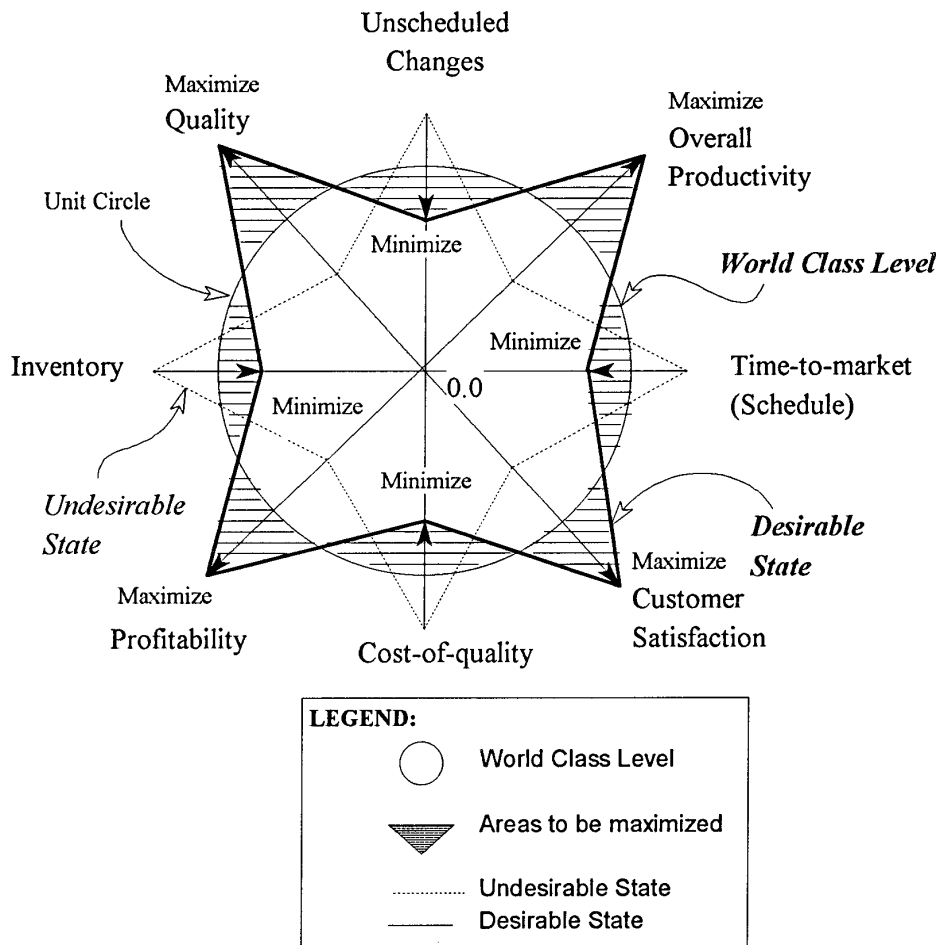 Unscheduled
Changes
Maximize
Quality
Maximize
Overall
Productivity
Unit Circle
Minimize
World Class Level
Inventory
Minimize
0.0
Time-to-market
(Schedule)
Minimize
Minimize
Undesirable
State
Desirable
State
Maximize
Profitability
Cost-of-quality
Maximize
Customer
Satisfaction
LEGEND:
World Class Level
Areas to be maximized
Undesirable State
Desirable State